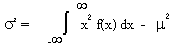 σ² = ∫_{-∞}^{∞} x² f(x) dx - μ²